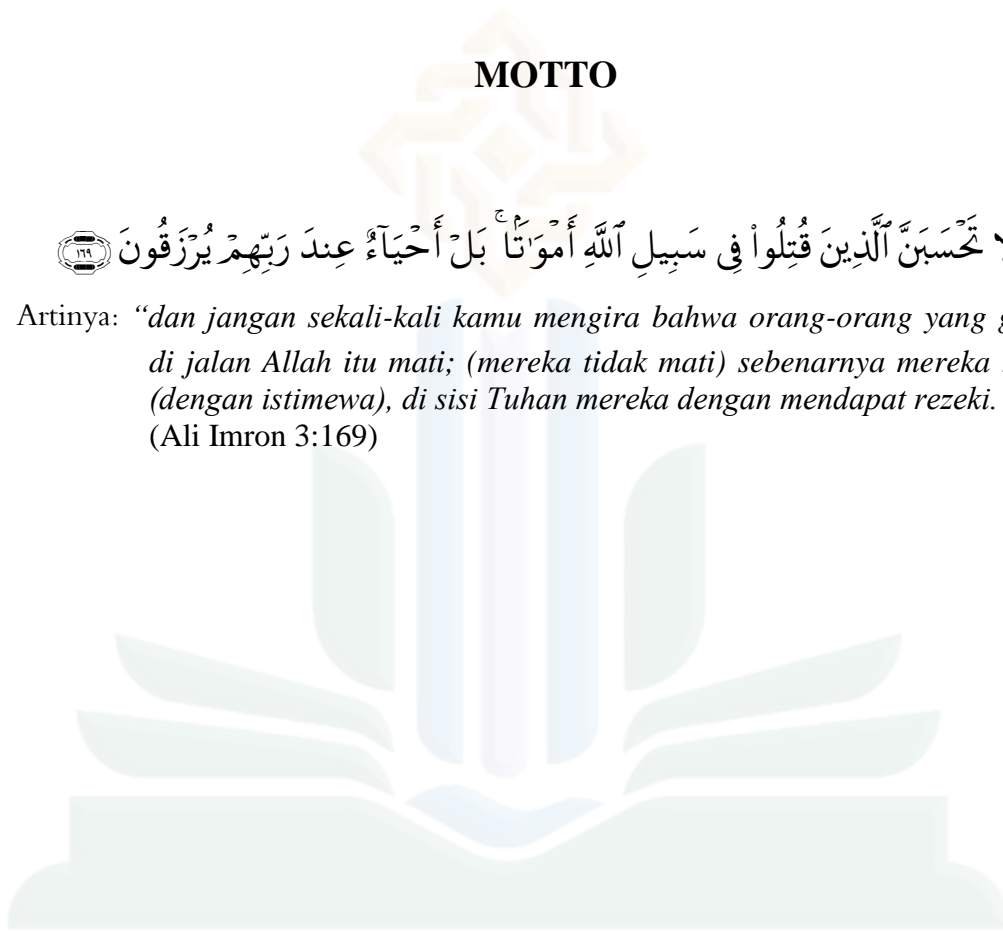 MOTTO
تَحْسَبَنَّ ٱلَّذِينَ قُتِلُوا۟ فِى سَبِيلِ ٱللَّهِ أَمْوَٰتًۢا ۚ بَلْ أَحْيَآءٌ عِندَ رَبِّهِمْ يُرْزَقُونَ ١٦٩
Artinya: “dan jangan sekali-kali kamu mengira bahwa orang-orang yang
di jalan Allah itu mati; (mereka tidak mati) sebenarnya mereka
(dengan istimewa), di sisi Tuhan mereka dengan mendapat rezeki.
(Ali Imron 3:169)